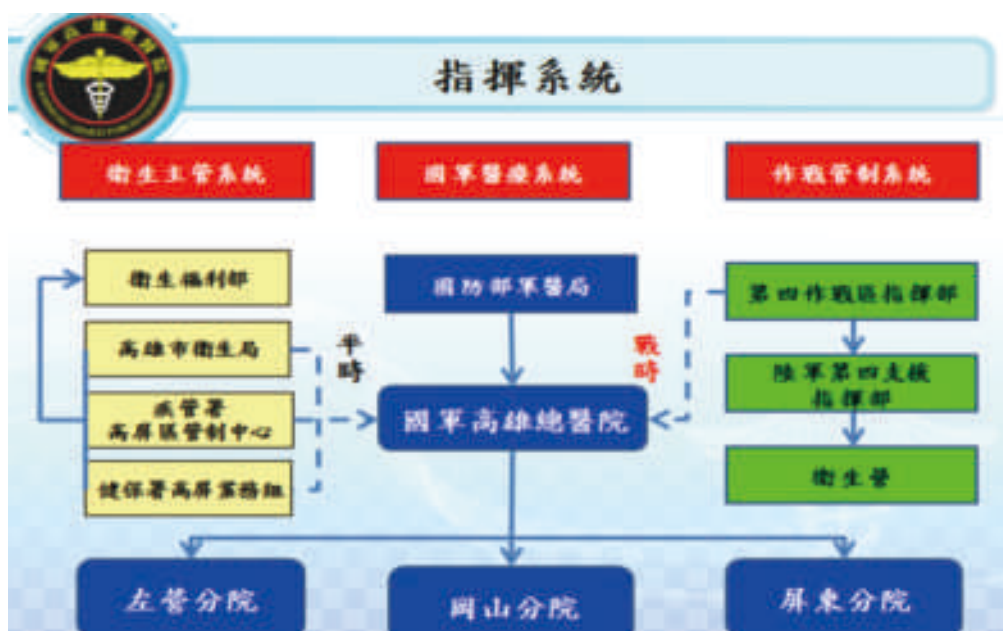 指揮系統
衛生主管系統
國軍醫療系統
作戰管制系統
衛生福利部
國防部軍醫局
第四作戰區指揮部
高雄市衛生局
平時
戰時
陸軍第四支援
指揮部
疾管署
高屏區管制中心
國軍高雄總醫院
健保署高屏業務組
衛生營
左營分院
岡山分院
屏東分院